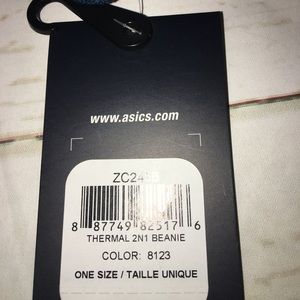 www.asics.com
8 87749 82517 6
THERMAL 2N1 BEANIE
COLOR: 8123
ONE SIZE / TAILLE UNIQUE